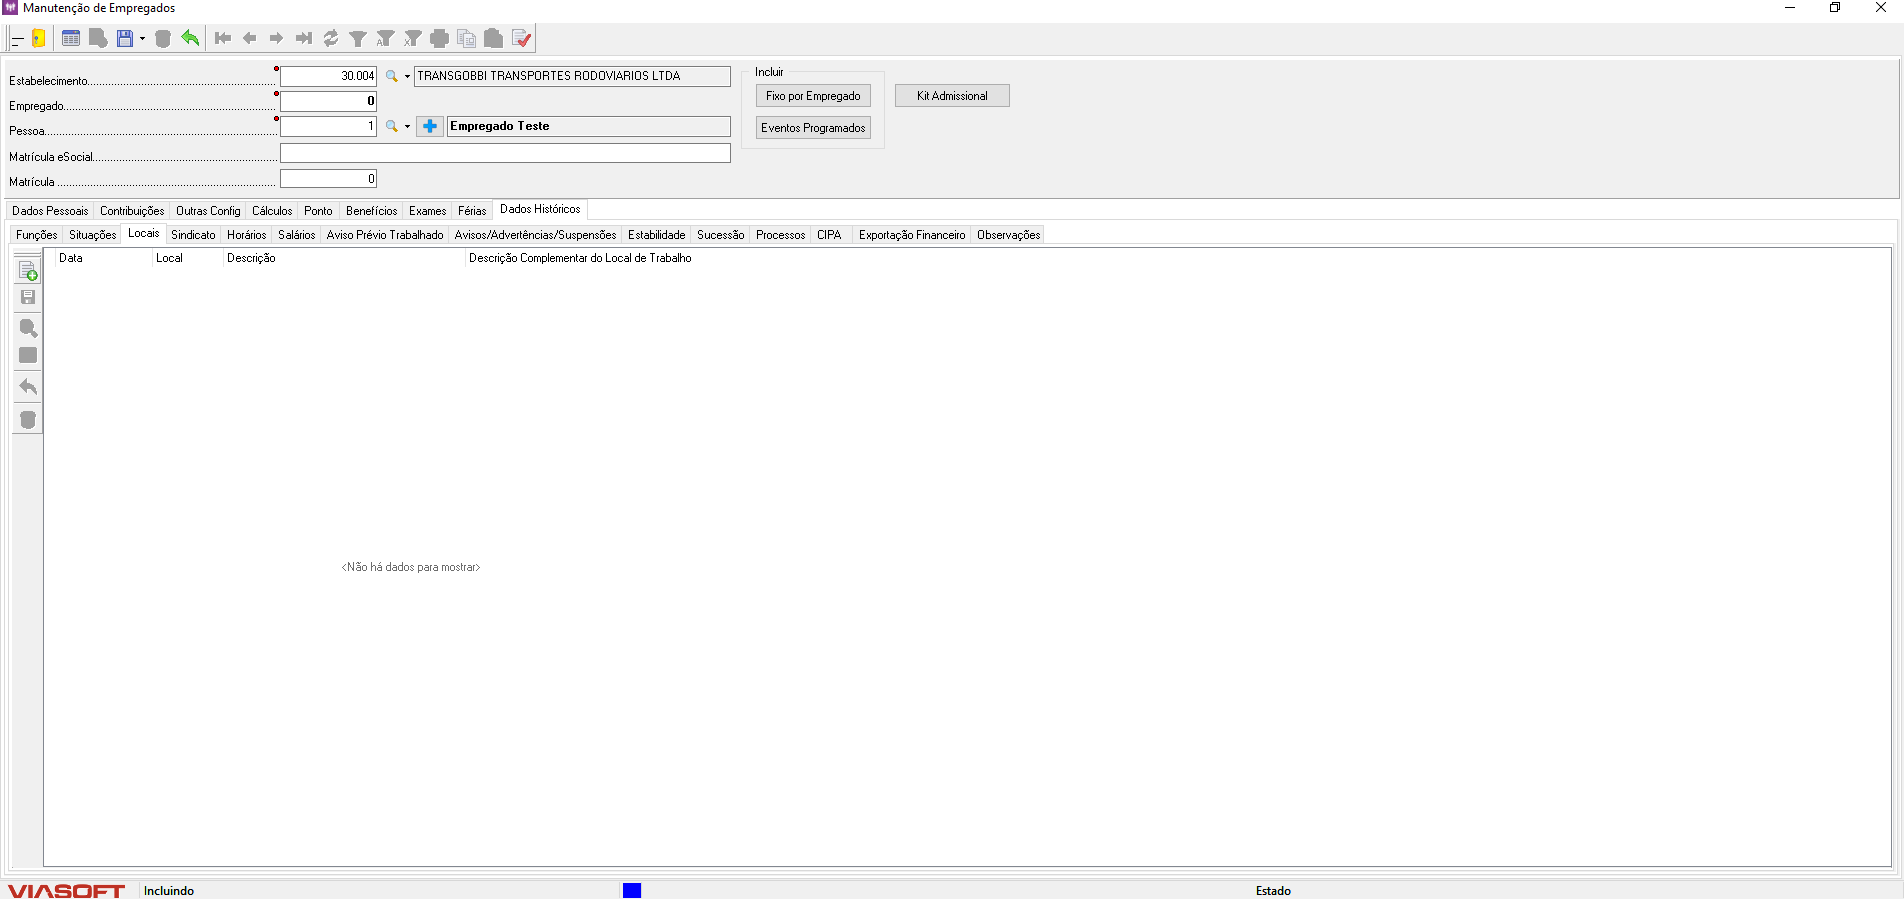 Manutenção de Empregados
Estabelecimento 30.004 TRANSGOBBI TRANSPORTES RODOVIARIOS LTDA
Empregado 0
Pessoa 1 Empregado Teste
Matrícula eSocial
Matrícula 0
Incluir
Fixo por Empregado
Eventos Programados
Kit Admissional
Dados Pessoais Contribuições Outras Config Cálculos Ponto Benefícios Exames Férias Dados Históricos
Funções Situações Locais Sindicato Horários Salários Aviso Prévio Trabalhado Avisos/Advertências/Suspensões Estabilidade Sucessão Processos CIPA Exportação Financeiro Observações
Data Local Descrição Descrição Complementar do Local de Trabalho
<Não há dados para mostrar>
VIASOFT Incluindo Estado